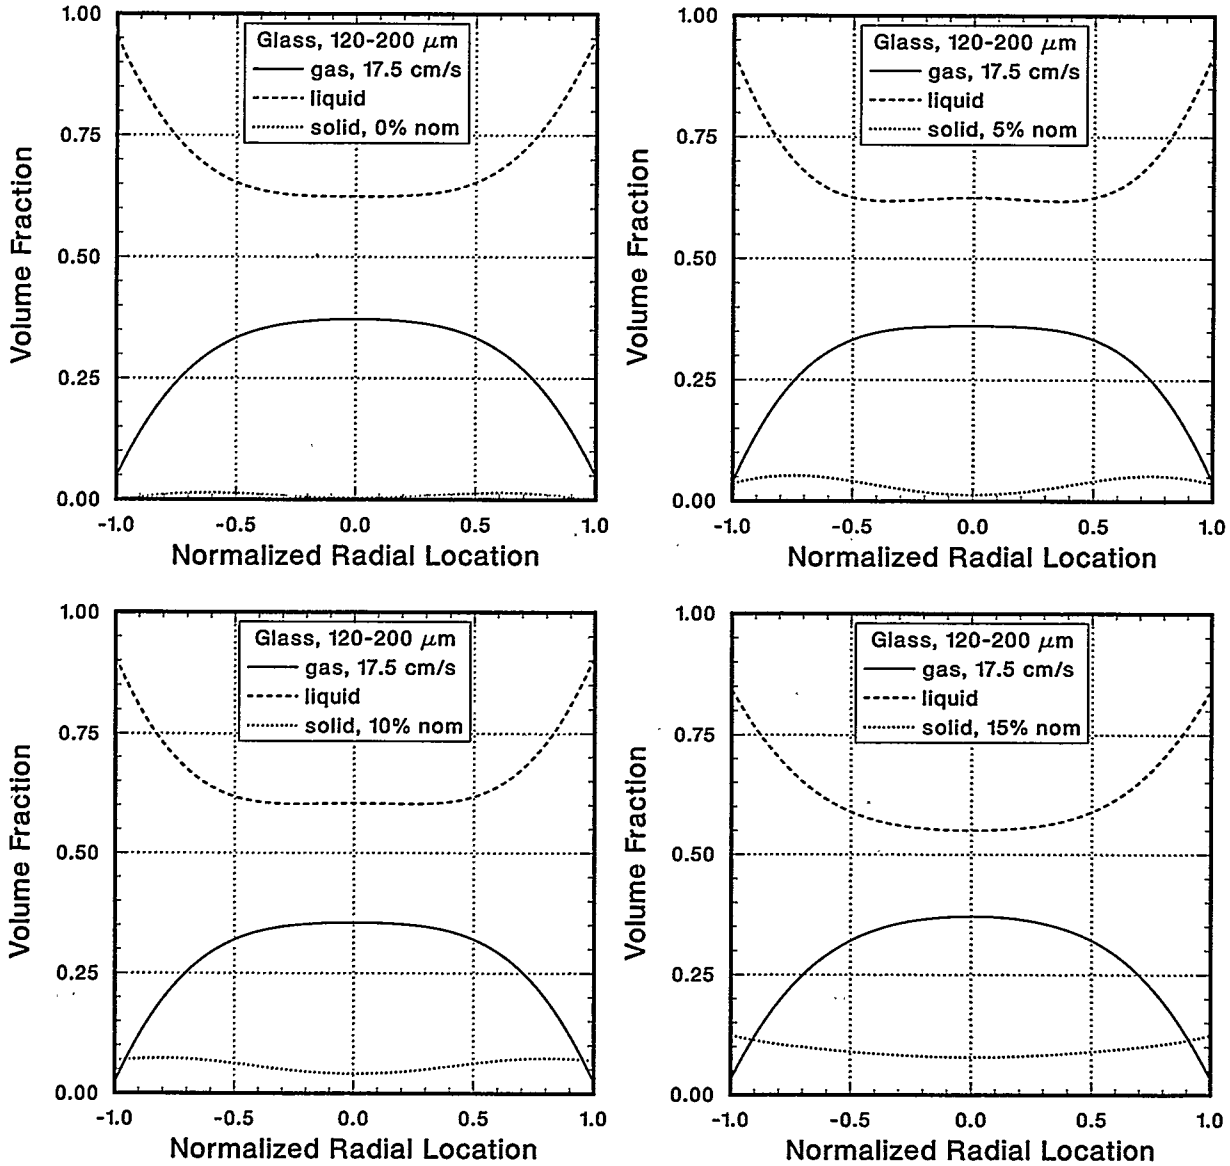 1.00
0.75
0.50
0.25
0.00
Volume Fraction
Glass, 120-200 μm
gas, 17.5 cm/s
liquid
solid, 0% nom
-1.0 -0.5 0.0 0.5 1.0
Normalized Radial Location
1.00
0.75
0.50
0.25
0.00
Volume Fraction
Glass, 120-200 μm
gas, 17.5 cm/s
liquid
solid, 5% nom
-1.0 -0.5 0.0 0.5 1.0
Normalized Radial Location
1.00
0.75
0.50
0.25
0.00
Volume Fraction
Glass, 120-200 μm
gas, 17.5 cm/s
liquid
solid, 10% nom
-1.0 -0.5 0.0 0.5 1.0
Normalized Radial Location
1.00
0.75
0.50
0.25
0.00
Volume Fraction
Glass, 120-200 μm
gas, 17.5 cm/s
liquid
solid, 15% nom
-1.0 -0.5 0.0 0.5 1.0
Normalized Radial Location